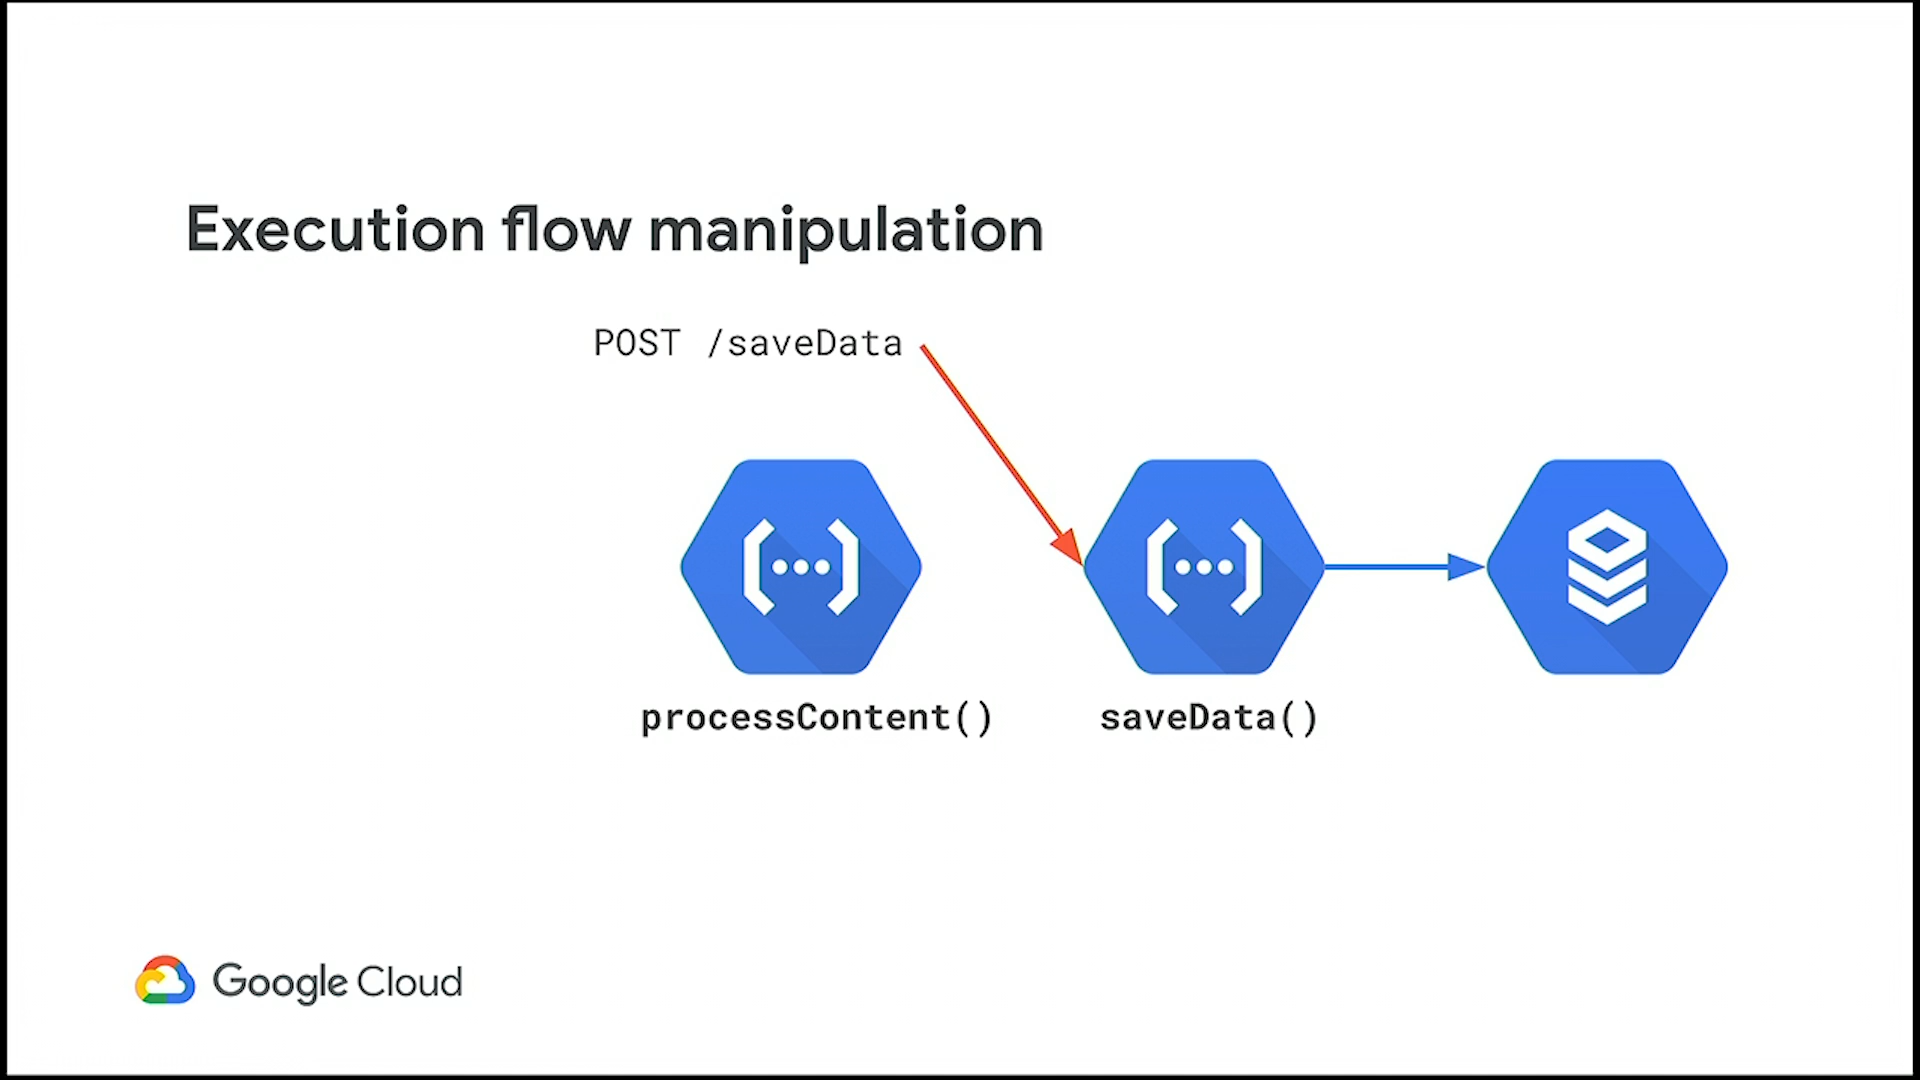 Execution flow manipulation
POST /saveData
processContent()
saveData()
Google Cloud